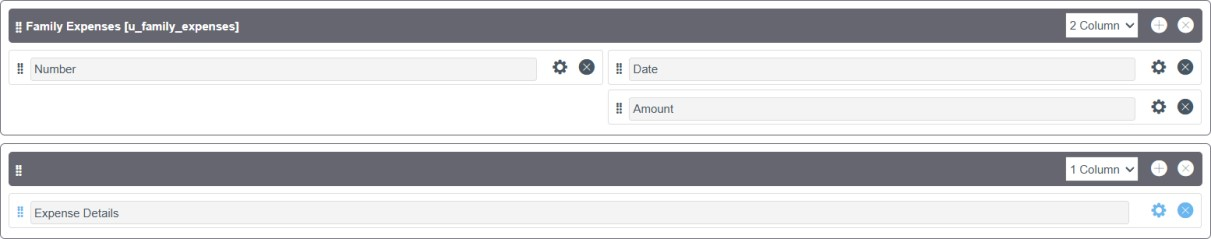 Family Expenses [u_family_expenses]
2 Column
Number
Date
Amount
1 Column
Expense Details